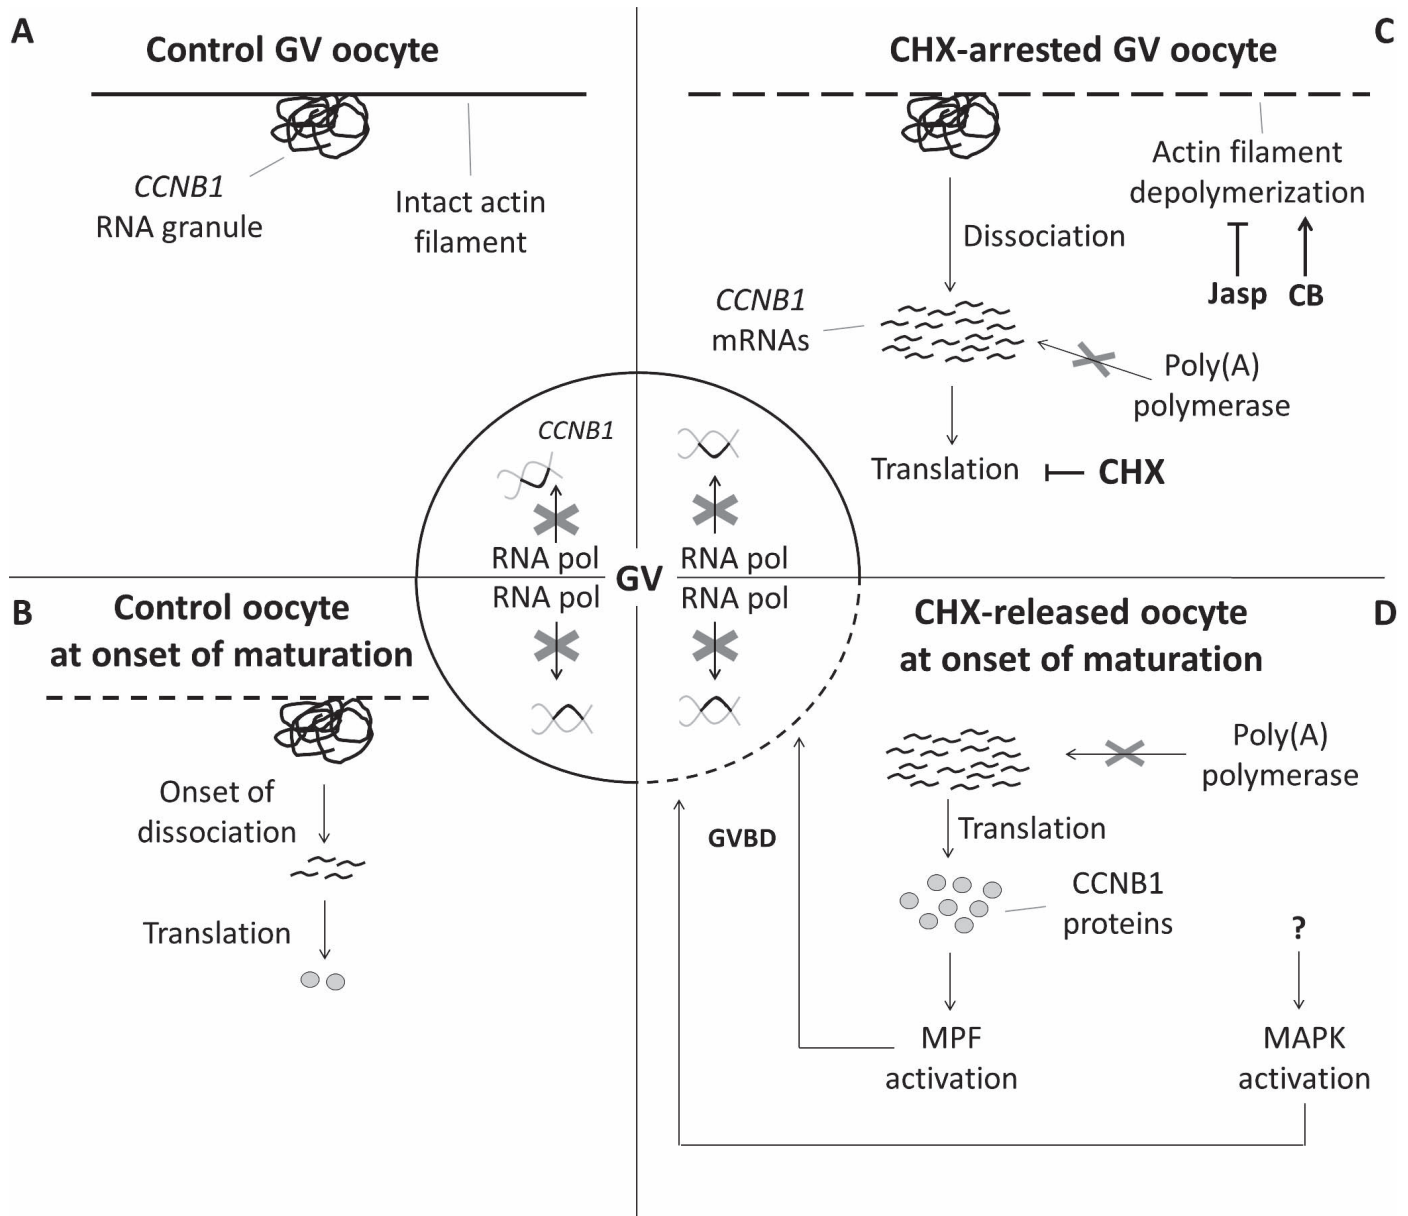 A
Control GV oocyte
CCNB1
RNA granule
Intact actin
filament
C
CHX-arrested GV oocyte
Actin filament
depolymerization
Dissociation
Jasp
CB
CCNB1
mRNAs
Poly(A)
polymerase
Translation
CHX
CCNB1
RNA pol
RNA pol
GV
RNA pol
RNA pol
B
Control oocyte
at onset of maturation
Onset of
dissociation
Translation
D
CHX-released oocyte
at onset of maturation
Poly(A)
polymerase
Translation
GVBD
CCNB1
proteins
?
MPF
activation
MAPK
activation